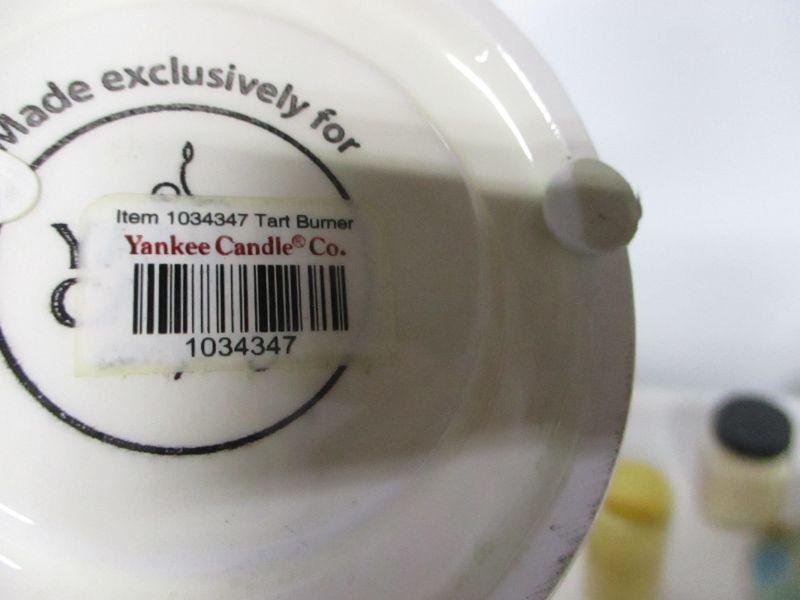 Made exclusively for
Item 1034347 Tart Burner
Yankee Candle® Co.
1034347